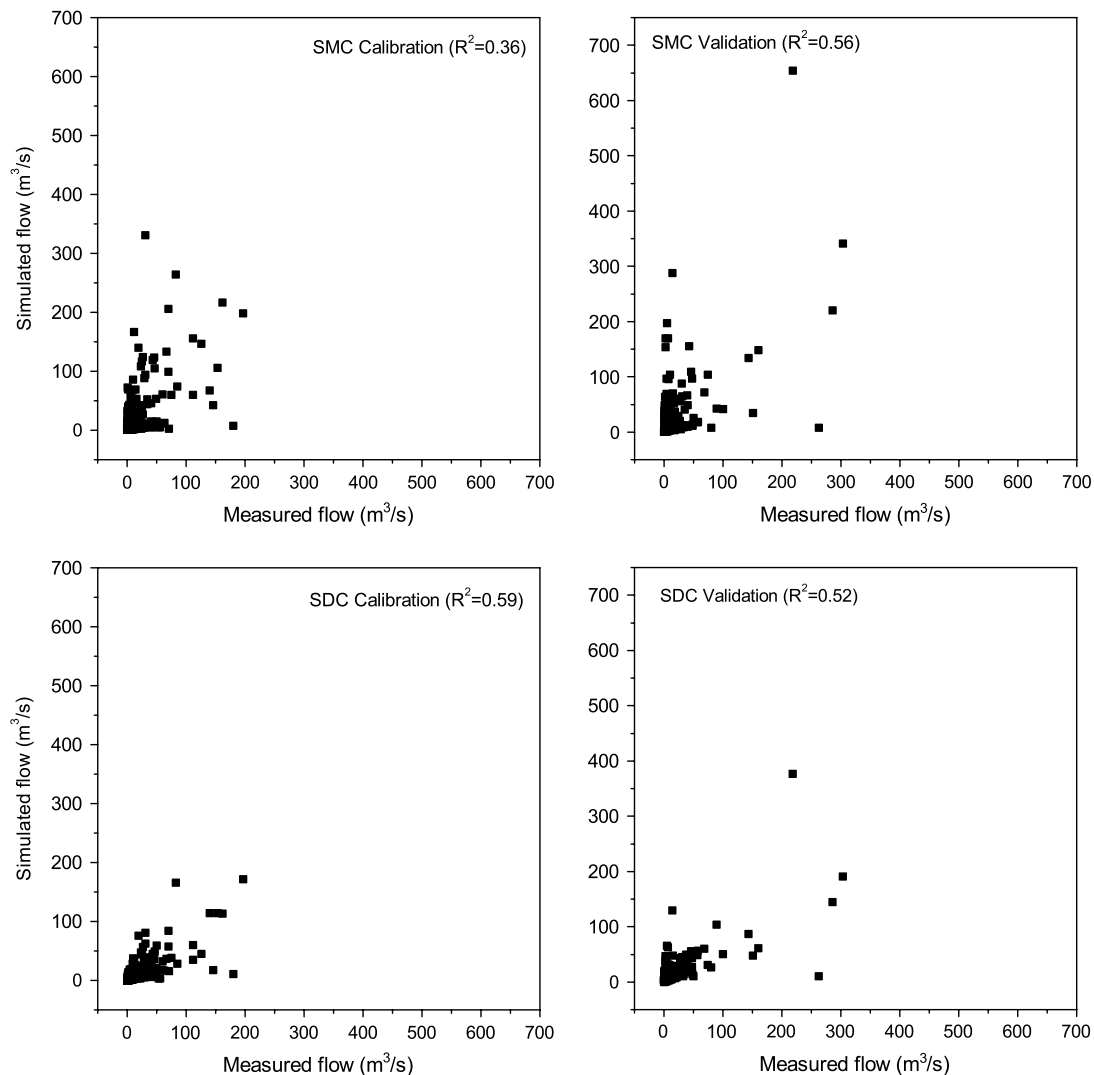 SMC Calibration (R²=0.36)
Simulated flow (m³/s)
700
600
500
400
300
200
100
0
0 100 200 300 400 500 600 700
Measured flow (m³/s)
SMC Validation (R²=0.56)
700
600
500
400
300
200
100
0
0 100 200 300 400 500 600 700
Measured flow (m³/s)
SDC Calibration (R²=0.59)
Simulated flow (m³/s)
700
600
500
400
300
200
100
0
0 100 200 300 400 500 600 700
Measured flow (m³/s)
SDC Validation (R²=0.52)
700
600
500
400
300
200
100
0
0 100 200 300 400 500 600 700
Measured flow (m³/s)